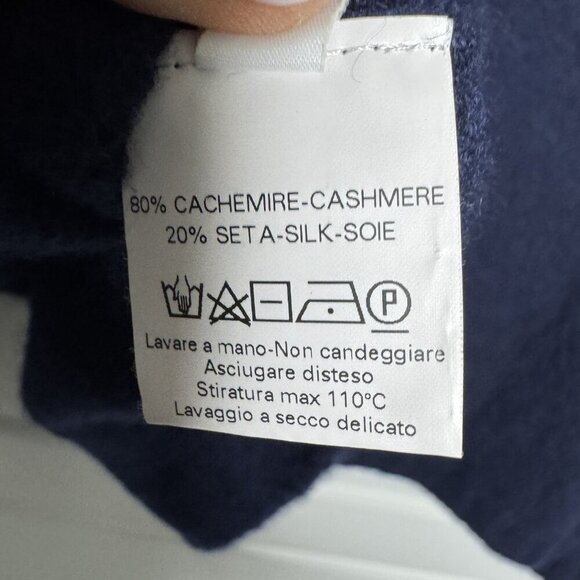 80% CACHEMIRE-CASHMERE
20% SETA-SILK-SOIE
P
Lavare a mano-Non candeggiare
Asciugare disteso
Stiratura max 110°C
Lavaggio a secco delicato